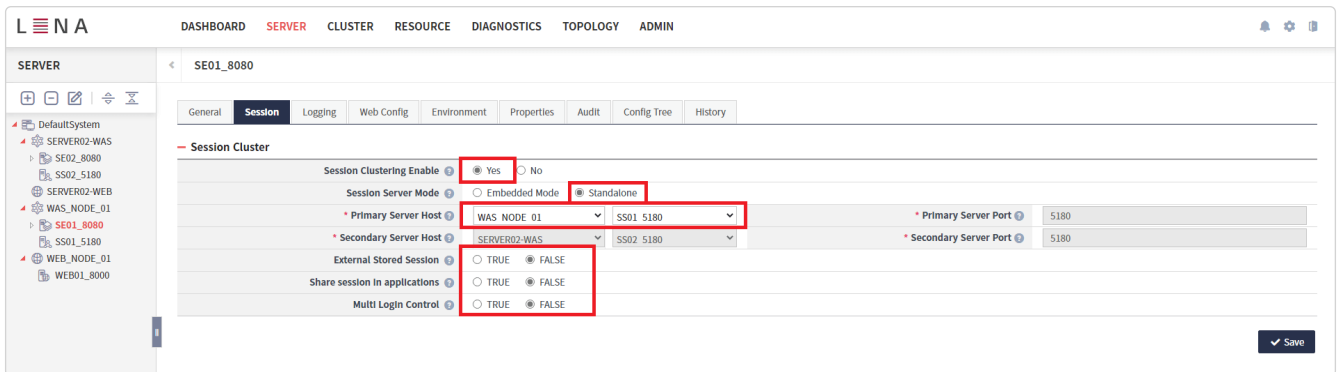 LENA DASHBOARD SERVER CLUSTER RESOURCE DIAGNOSTICS TOPOLOGY ADMIN
SERVER
SE01_8080
General Session Logging Web Config Environment Properties Audit Config Tree History
DefaultSystem
SERVER02-WAS
SE02_8080
SS02_5180
SERVER02-WEB
WAS_NODE_01
SE01_8080
SS01_5180
WEB_NODE_01
WEB01_8000
Session Cluster
Session Clustering Enable ? Yes No
Session Server Mode ? Embedded Mode Standalone
* Primary Server Host ? WAS_NODE_01 SS01_5180 * Primary Server Port ? 5180
* Secondary Server Host ? SERVER02-WAS SS02_5180 * Secondary Server Port ? 5180
External Stored Session ? TRUE FALSE
Share session in applications ? TRUE FALSE
Multi Login Control ? TRUE FALSE
Save